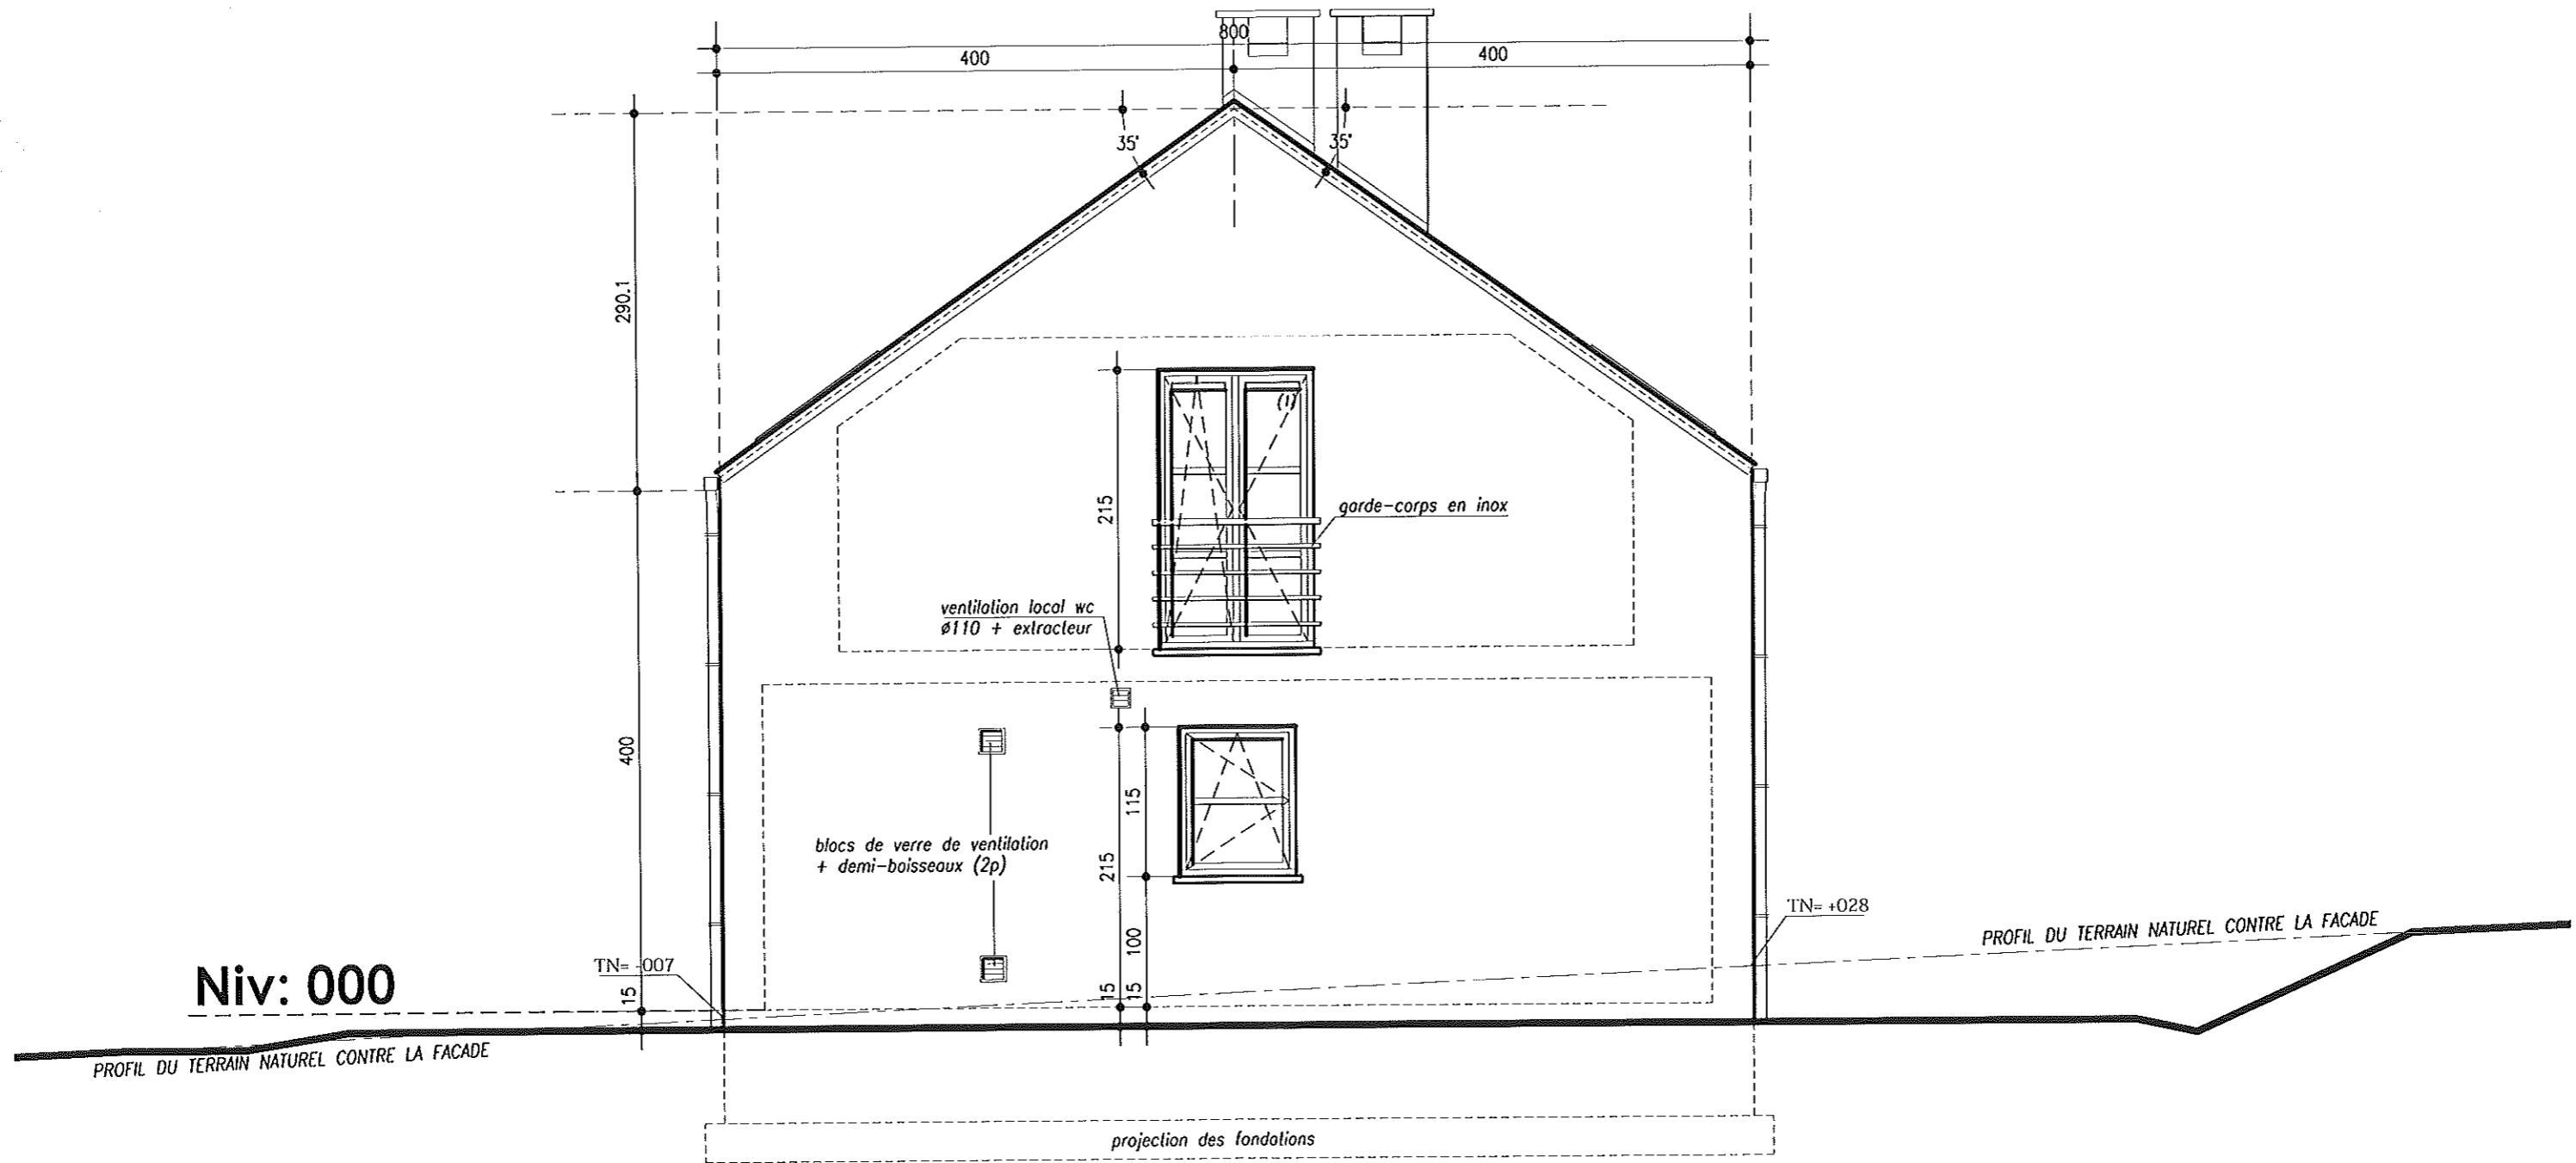 800
400
400
35°
35°
290.1
(1)
215
garde-corps en inox
ventilation local wc
ø110 + extracteur
400
115
blocs de verre de ventilation
+ demi-boisseaux (2p)
215
TN= +028
PROFIL DU TERRAIN NATUREL CONTRE LA FACADE
100
TN= -007
Niv: 000
15
15
15
PROFIL DU TERRAIN NATUREL CONTRE LA FACADE
projection des fondations